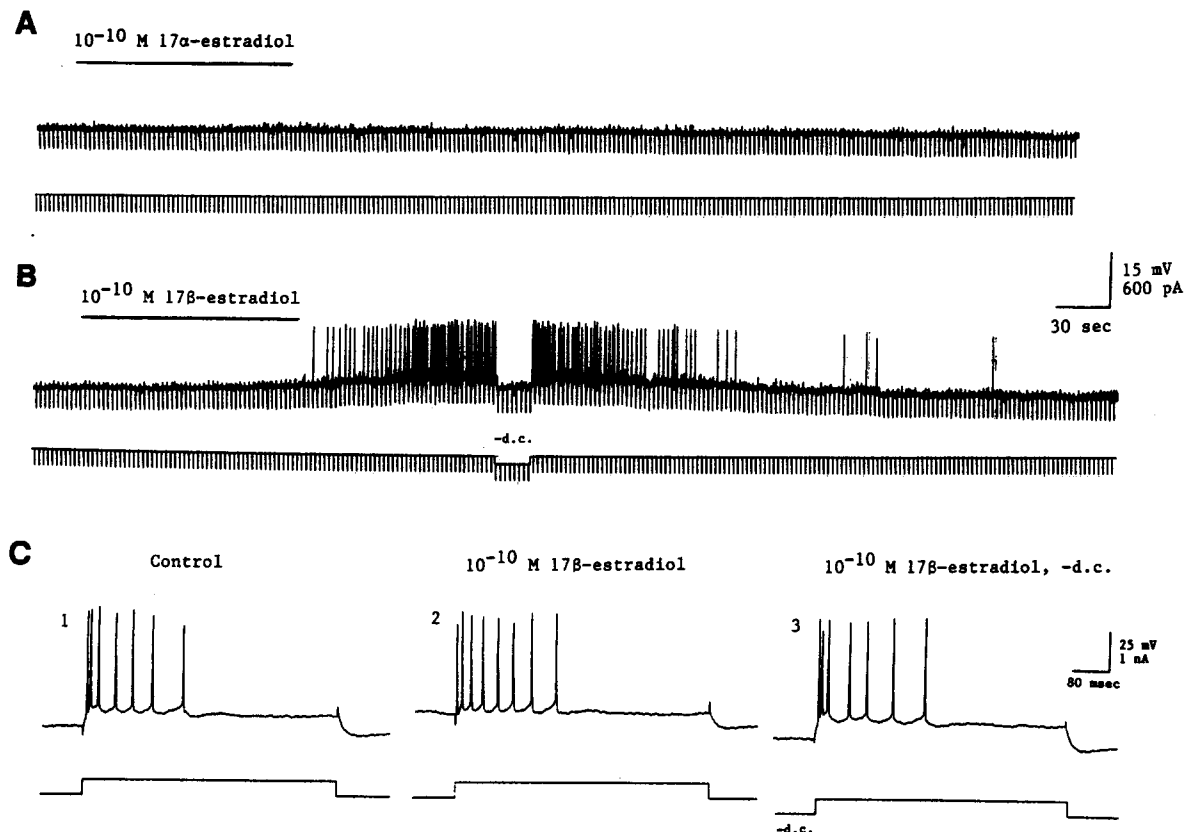 A
10⁻¹⁰ M 17α-estradiol
B
10⁻¹⁰ M 17β-estradiol
15 mV
600 pA
30 sec
-d.c.
C
Control
10⁻¹⁰ M 17β-estradiol
10⁻¹⁰ M 17β-estradiol, -d.c.
1
2
3
25 mV
1 nA
80 msec
-d.c.